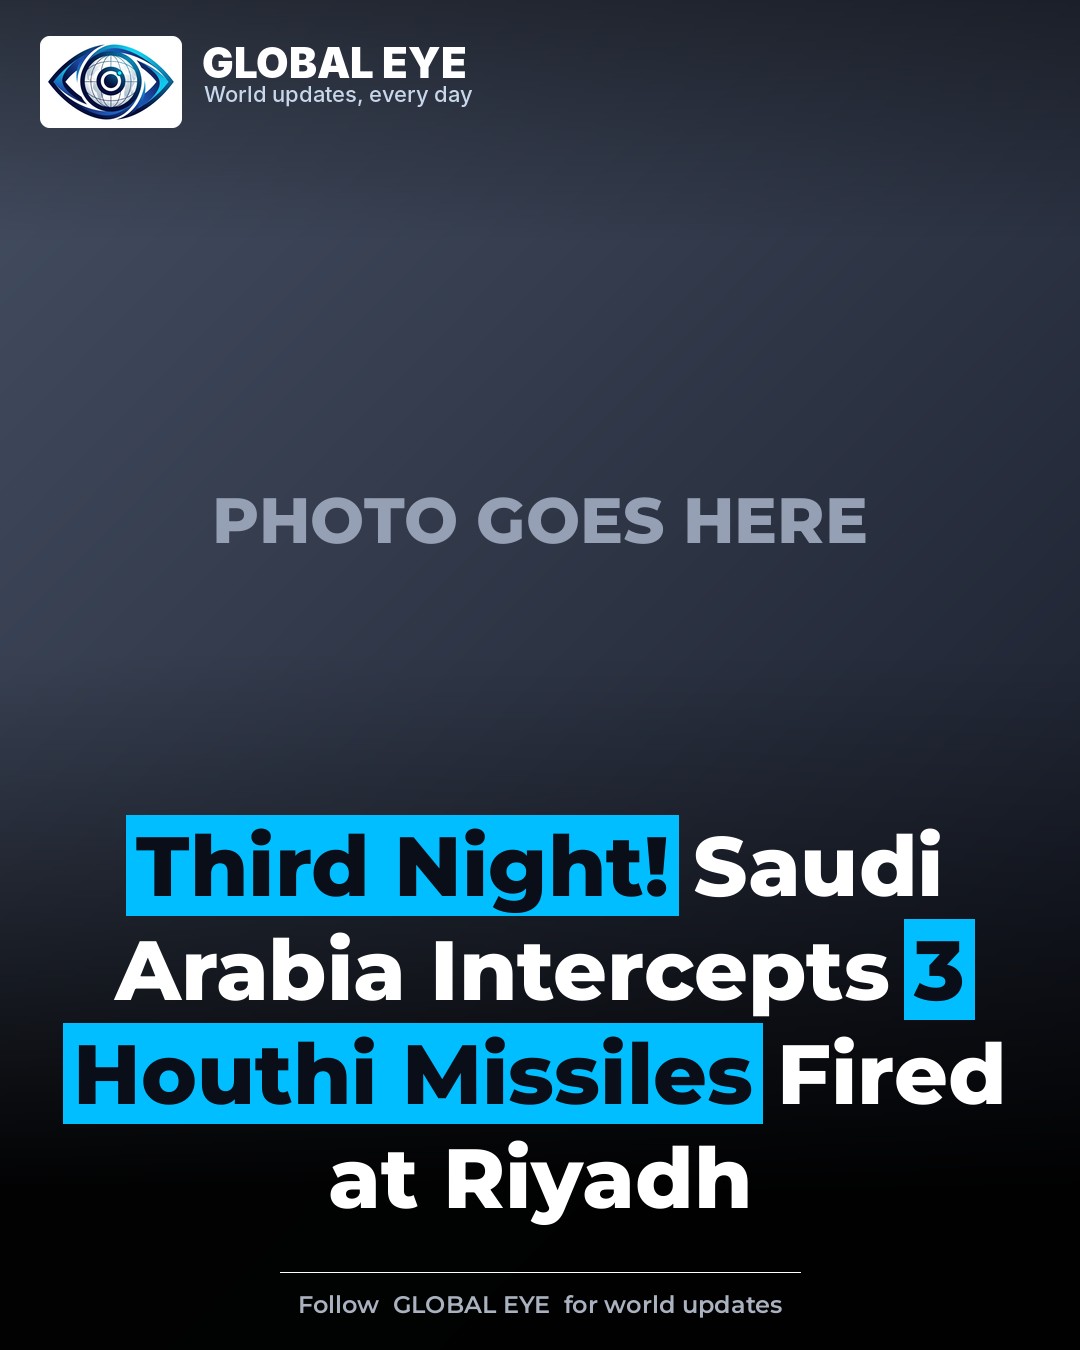 GLOBAL EYE
World updates, every day
PHOTO GOES HERE
Third Night! Saudi
Arabia Intercepts 3
Houthi Missiles Fired
at Riyadh
Follow GLOBAL EYE for world updates